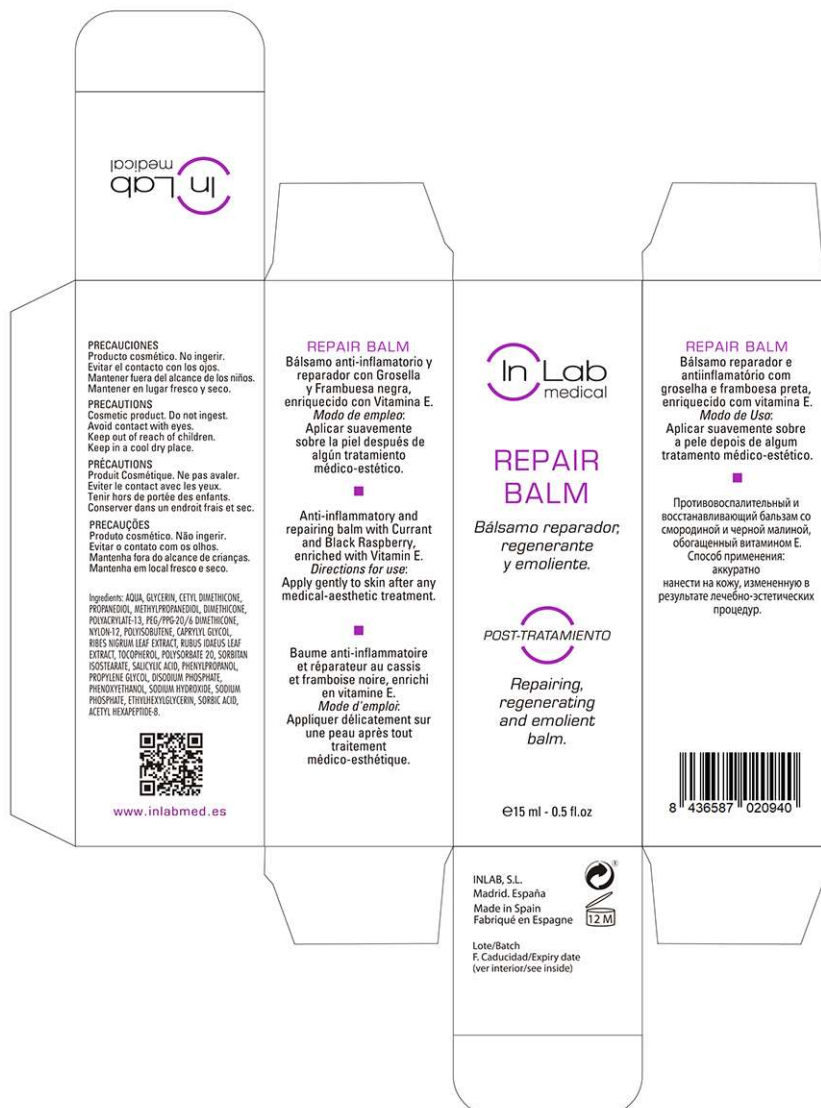 In Lab
medical
PRECAUCIONES
Producto cosmético. No ingerir.
Evitar el contacto con los ojos.
Mantener fuera del alcance de los niños.
Mantener en lugar fresco y seco.
PRECAUTIONS
Cosmetic product. Do not ingest.
Avoid contact with eyes.
Keep out of reach of children.
Keep in a cool dry place.
PRÉCAUTIONS
Produit Cosmétique. Ne pas avaler.
Eviter le contact avec les yeux.
Tenir hors de portée des enfants.
Conserver dans un endroit frais et sec.
PRECAUÇÕES
Produto cosmético. Não ingerir.
Evitar o contato com os olhos.
Mantenha fora do alcance de crianças.
Mantenha em local fresco e seco.
Ingredients: AQUA, GLYCERIN, CETYL DIMETHICONE,
PROPANEDIOL, METHYLPROPANEDIOL, DIMETHICONE,
POLYACRYLATE-13, PEG/PPG-20/6 DIMETHICONE,
NYLON-12, POLYISOBUTENE, CAPRYLYL GLYCOL,
RIBES NIGRUM LEAF EXTRACT, RUBUS IDAEUS LEAF
EXTRACT, TOCOPHEROL, POLYSORBATE 20, SORBITAN
ISOSTEARATE, SALICYLIC ACID, PHENYLPROPANOL,
PROPYLENE GLYCOL, DISODIUM PHOSPHATE,
PHENOXYETHANOL, SODIUM HYDROXIDE, SODIUM
PHOSPHATE, ETHYLHEXYLGLYCERIN, SORBIC ACID,
ACETYL HEXAPEPTIDE-8.
www.inlabmed.es
REPAIR BALM
Bálsamo anti-inflamatorio y
reparador con Grosella
y Frambuesa negra,
enriquecido con Vitamina E.
Modo de empleo:
Aplicar suavemente
sobre la piel después de
algún tratamiento
médico-estético.
Anti-inflammatory and
repairing balm with Currant
and Black Raspberry,
enriched with Vitamin E.
Directions for use:
Apply gently to skin after any
medical-aesthetic treatment.
Baume anti-inflammatoire
et réparateur au cassis
et framboise noire, enrichi
en vitamine E.
Mode d'emploi:
Appliquer délicatement sur
une peau après tout
traitement
médico-esthétique.
In Lab
medical
REPAIR
BALM
Bálsamo reparador,
regenerante
y emoliente.
POST-TRATAMIENTO
Repairing,
regenerating
and emolient
balm.
℮15 ml - 0.5 fl.oz
INLAB, S.L.
Madrid. España
Made in Spain
Fabriqué en Espagne
12 M
Lote/Batch
F. Caducidad/Expiry date
(ver interior/see inside)
REPAIR BALM
Bálsamo reparador e
antiinflamatório com
groselha e framboesa preta,
enriquecido com vitamina E.
Modo de Uso:
Aplicar suavemente sobre
a pele depois de algum
tratamento médico-estético.
Противовоспалительный и
восстанавливающий бальзам со
смородиной и черной малиной,
обогащенный витамином Е.
Способ применения:
аккуратно
нанести на кожу, измененную в
результате лечебно-эстетических
процедур.
8 436587 020940